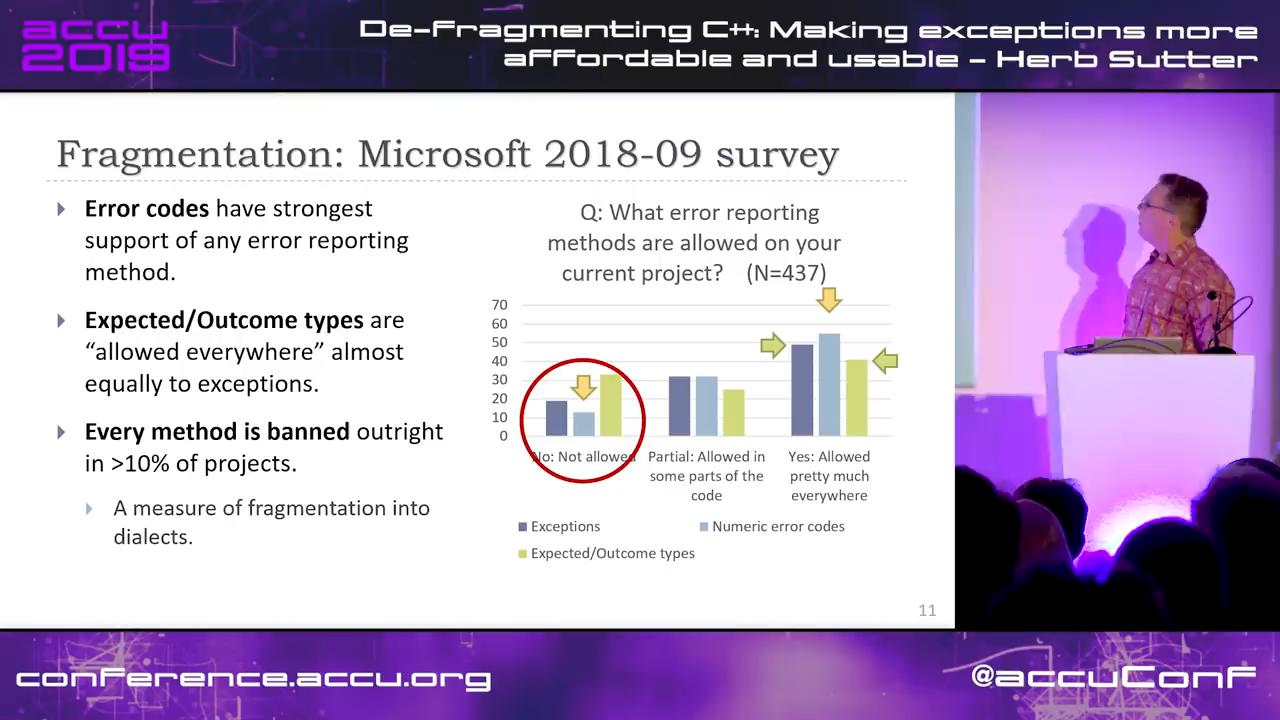 accu
2019
De-Fragmenting C++: Making exceptions more
affordable and usable - Herb Sutter
Fragmentation: Microsoft 2018-09 survey
Error codes have strongest
support of any error reporting
method.
Expected/Outcome types are
“allowed everywhere” almost
equally to exceptions.
Every method is banned outright
in >10% of projects.
A measure of fragmentation into
dialects.
Q: What error reporting
methods are allowed on your
current project? (N=437)
70
60
50
40
30
20
10
0
No: Not allowed
Partial: Allowed in
some parts of the
code
Yes: Allowed
pretty much
everywhere
Exceptions
Numeric error codes
Expected/Outcome types
11
conference.accu.org
@accuConf